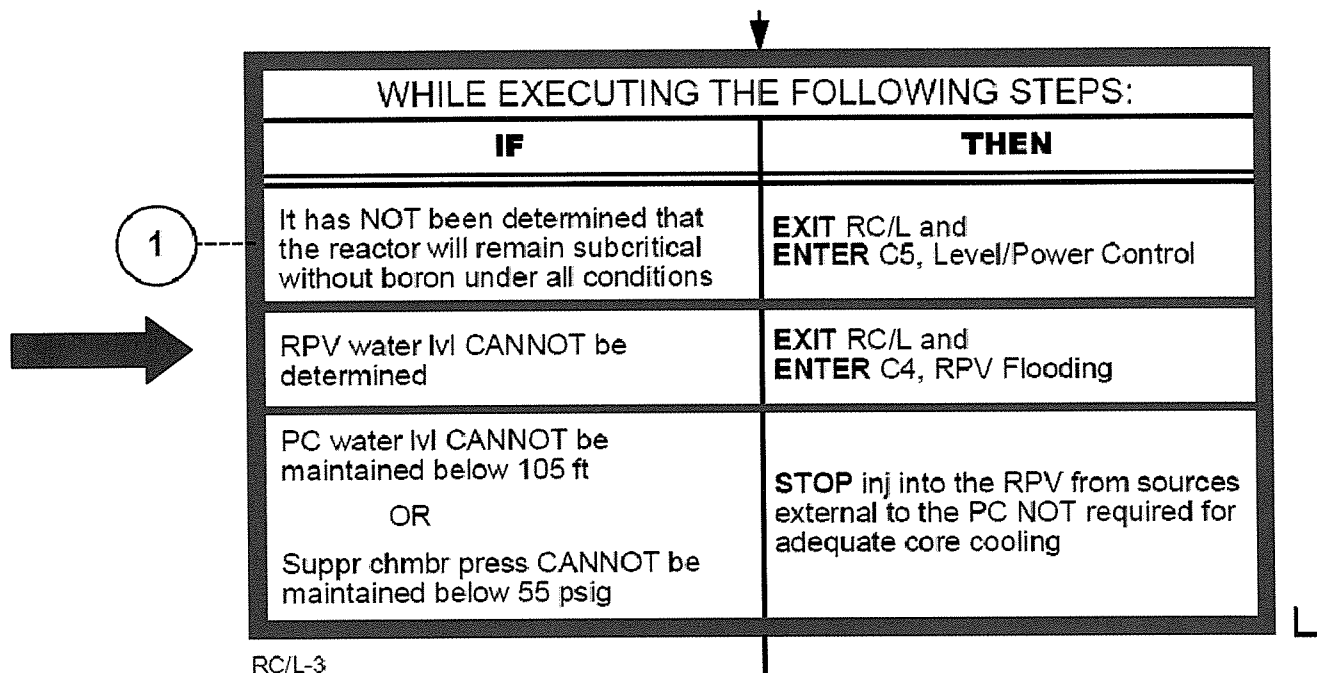 WHILE EXECUTING THE FOLLOWING STEPS:
IF
THEN
1
It has NOT been determined that
the reactor will remain subcritical
without boron under all conditions
EXIT RC/L and
ENTER C5, Level/Power Control
RPV water lvl CANNOT be
determined
EXIT RC/L and
ENTER C4, RPV Flooding
PC water lvl CANNOT be
maintained below 105 ft
OR
Suppr chmbr press CANNOT be
maintained below 55 psig
STOP inj into the RPV from sources
external to the PC NOT required for
adequate core cooling
RC/L-3